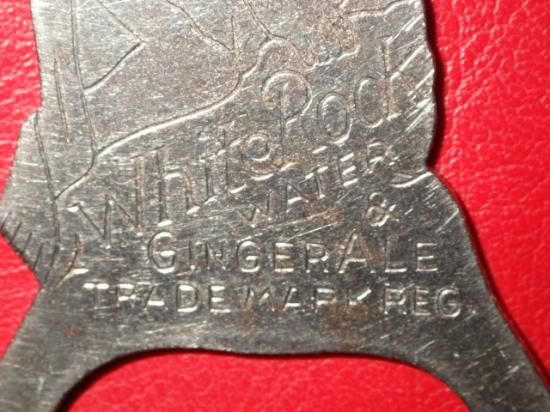 White Rock
WATER
&
GINGER ALE
TRADE MARK REG.